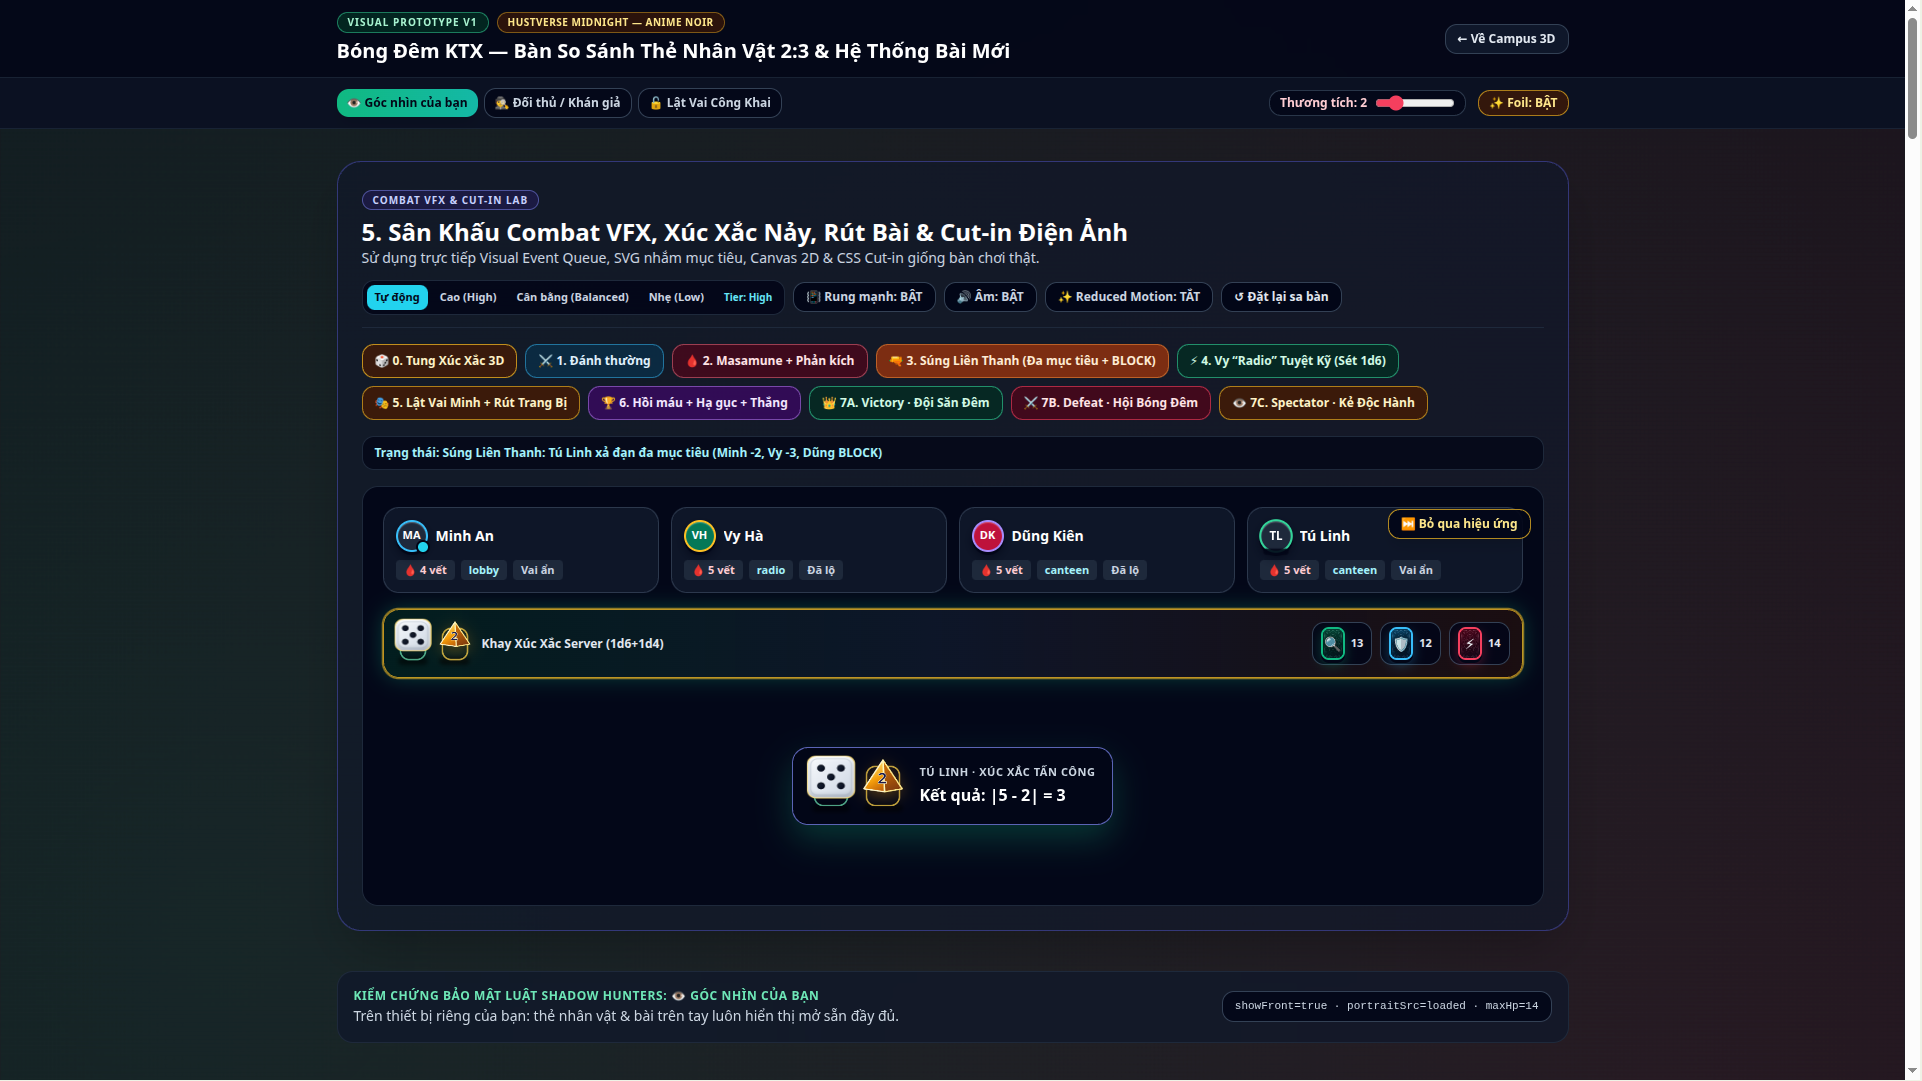 VISUAL PROTOTYPE V1
HUSTVERSE MIDNIGHT — ANIME NOIR
Bóng Đêm KTX — Bàn So Sánh Thẻ Nhân Vật 2:3 & Hệ Thống Bài Mới
← Về Campus 3D
👁️ Góc nhìn của bạn
🕵️ Đối thủ / Khán giả
🔓 Lật Vai Công Khai
Thương tích: 2
✨ Foil: BẬT
COMBAT VFX & CUT-IN LAB
5. Sân Khấu Combat VFX, Xúc Xắc Nảy, Rút Bài & Cut-in Điện Ảnh
Sử dụng trực tiếp Visual Event Queue, SVG nhắm mục tiêu, Canvas 2D & CSS Cut-in giống bàn chơi thật.
Tự động
Cao (High)
Cân bằng (Balanced)
Nhẹ (Low)
Tier: High
📳 Rung mạnh: BẬT
🔊 Âm: BẬT
✨ Reduced Motion: TẮT
↺ Đặt lại sa bàn
🎲 0. Tung Xúc Xắc 3D
⚔️ 1. Đánh thường
🩸 2. Masamune + Phản kích
🔫 3. Súng Liên Thanh (Đa mục tiêu + BLOCK)
⚡ 4. Vy “Radio” Tuyệt Kỹ (Sét 1d6)
🎭 5. Lật Vai Minh + Rút Trang Bị
🏆 6. Hồi máu + Hạ gục + Thắng
👑 7A. Victory · Đội Săn Đêm
⚔️ 7B. Defeat · Hội Bóng Đêm
👁️ 7C. Spectator · Kẻ Độc Hành
Trạng thái: Súng Liên Thanh: Tú Linh xả đạn đa mục tiêu (Minh -2, Vy -3, Dũng BLOCK)
MA
Minh An
🩸 4 vết
lobby
Vai ẩn
VH
Vy Hà
🩸 5 vết
radio
Đã lộ
DK
Dũng Kiên
🩸 5 vết
canteen
Đã lộ
TL
Tú Linh
⏩ Bỏ qua hiệu ứng
🩸 5 vết
canteen
Vai ẩn
2
Khay Xúc Xắc Server (1d6+1d4)
13
12
14
2
TÚ LINH · XÚC XẮC TẤN CÔNG
Kết quả: |5 - 2| = 3
KIỂM CHỨNG BẢO MẬT LUẬT SHADOW HUNTERS: 👁️ GÓC NHÌN CỦA BẠN
Trên thiết bị riêng của bạn: thẻ nhân vật & bài trên tay luôn hiển thị mở sẵn đầy đủ.
showFront=true · portraitSrc=loaded · maxHp=14